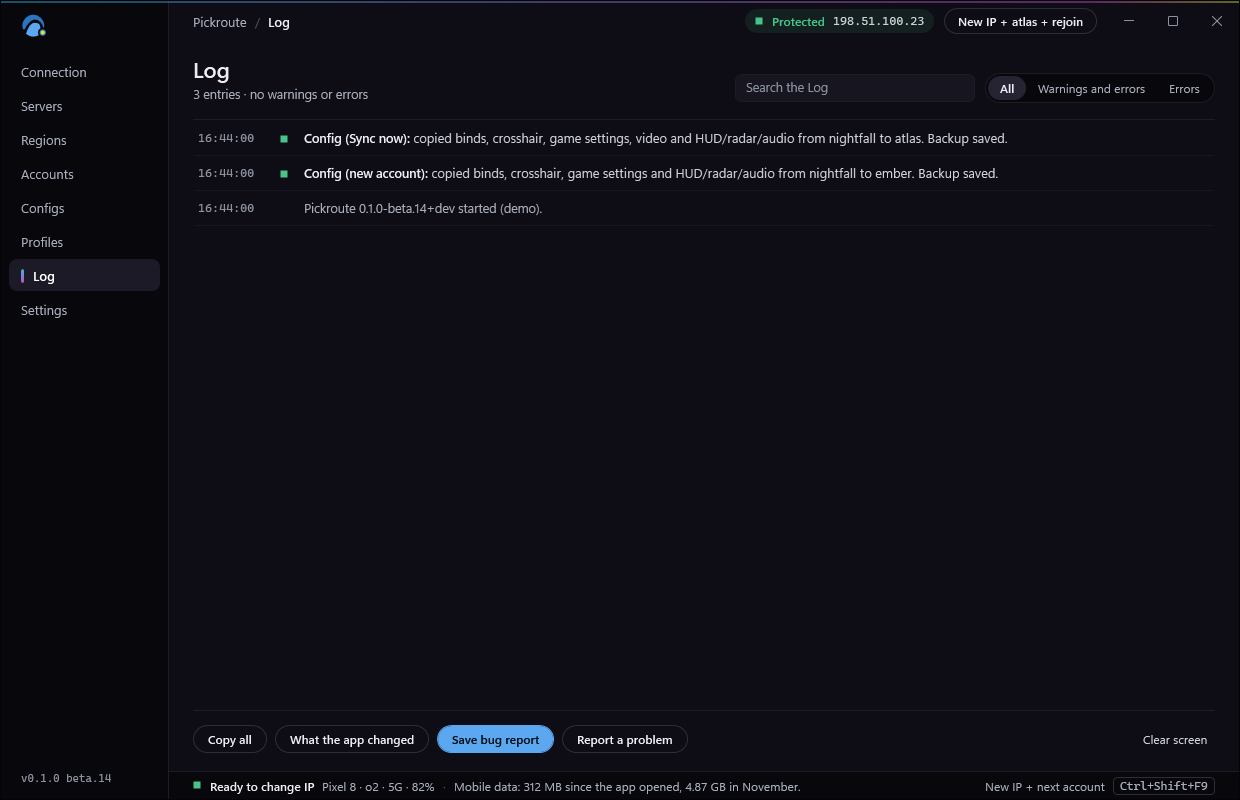 Pickroute / Log
Protected 198.51.100.23
New IP + atlas + rejoin
Connection
Servers
Regions
Accounts
Configs
Profiles
Log
Settings
v0.1.0 beta.14
Log
3 entries · no warnings or errors
Search the Log
All
Warnings and errors
Errors
16:44:00 Config (Sync now): copied binds, crosshair, game settings, video and HUD/radar/audio from nightfall to atlas. Backup saved.
16:44:00 Config (new account): copied binds, crosshair, game settings and HUD/radar/audio from nightfall to ember. Backup saved.
16:44:00 Pickroute 0.1.0-beta.14+dev started (demo).
Copy all
What the app changed
Save bug report
Report a problem
Clear screen
Ready to change IP Pixel 8 · o2 · 5G · 82% · Mobile data: 312 MB since the app opened, 4.87 GB in November.
New IP + next account Ctrl+Shift+F9